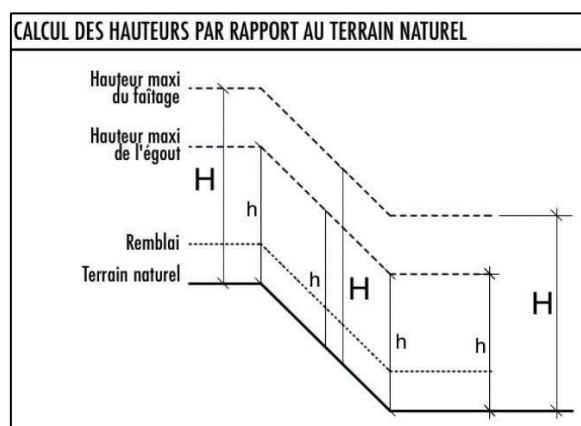 CALCUL DES HAUTEURS PAR RAPPORT AU TERRAIN NATUREL
Hauteur maxi
du faîtage
Hauteur maxi
de l'égout
H
h
Remblai
Terrain naturel
h
H
h
h
H